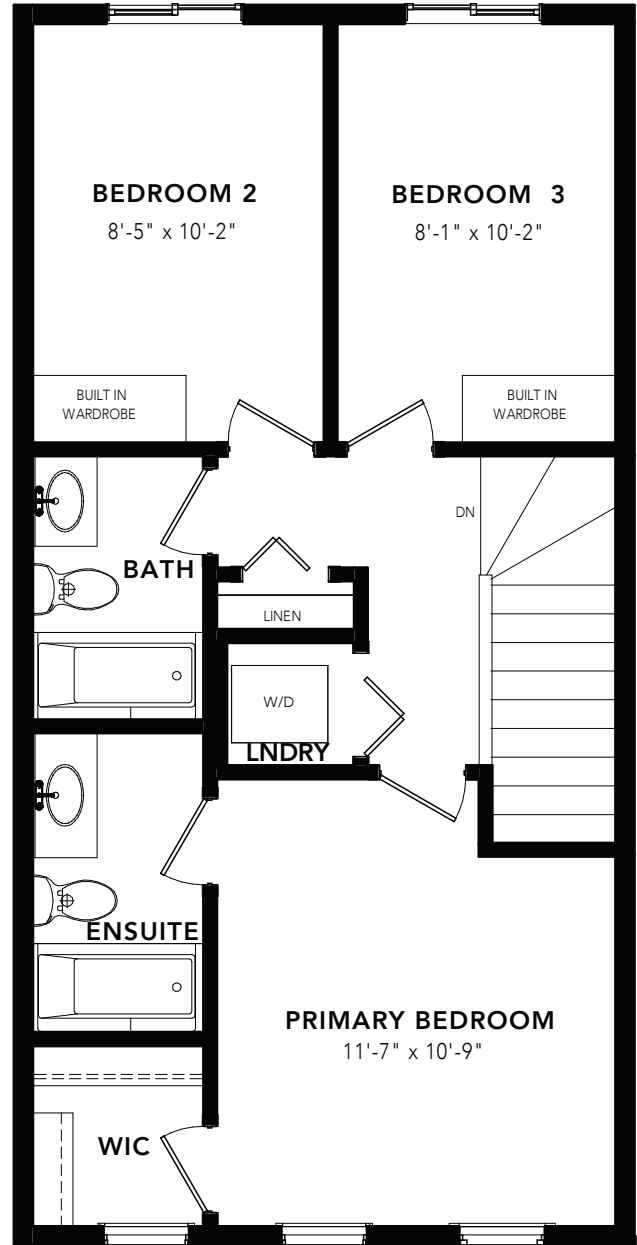 BEDROOM 2
8'-5" x 10'-2"
BEDROOM 3
8'-1" x 10'-2"
BUILT IN
WARDROBE
BUILT IN
WARDROBE
DN
BATH
LINEN
W/D
LNDRY
ENSUITE
PRIMARY BEDROOM
11'-7" x 10'-9"
WIC